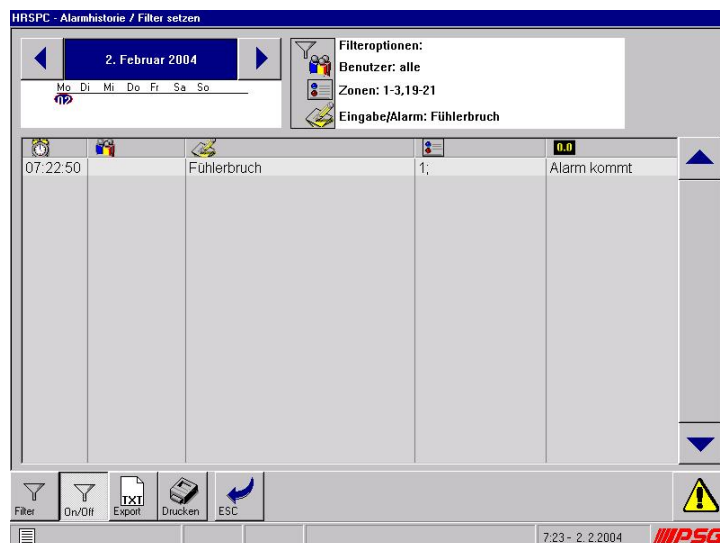 HRSPC - Alarmhistorie / Filter setzen
2. Februar 2004
Mo Di Mi Do Fr Sa So
02
Filteroptionen:
Benutzer: alle
Zonen: 1-3,19-21
Eingabe/Alarm: Fühlerbruch
0.0
07:22:50 Fühlerbruch 1; Alarm kommt
Filter
On/Off
TXT
Export
Drucken
ESC
7:23 - 2. 2.2004
PSG